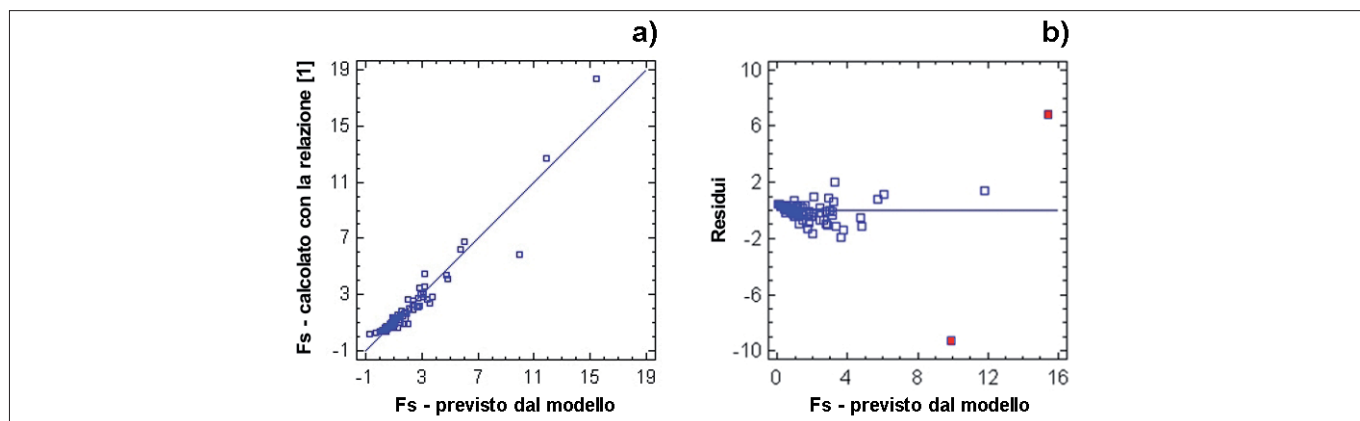 a)
Fs - calcolato con la relazione [1]
19
15
11
7
3
-1
-1 3 7 11 15 19
Fs - previsto dal modello
b)
Residui
10
6
2
-2
-6
-10
0 4 8 12 16
Fs - previsto dal modello